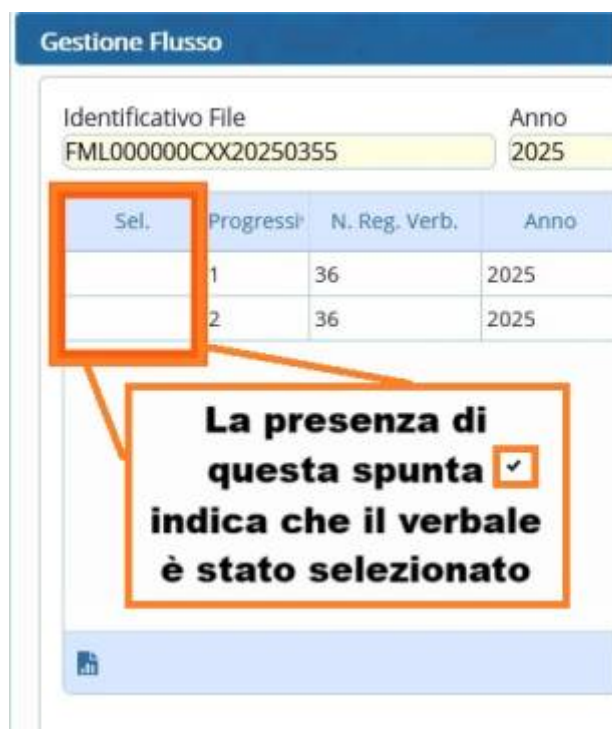 Gestione Flusso
Identificativo File Anno
FML000000CXX20250355 2025
Sel. Progressi N. Reg. Verb. Anno
1 36 2025
2 36 2025
La presenza di
questa spunta
indica che il verbale
è stato selezionato